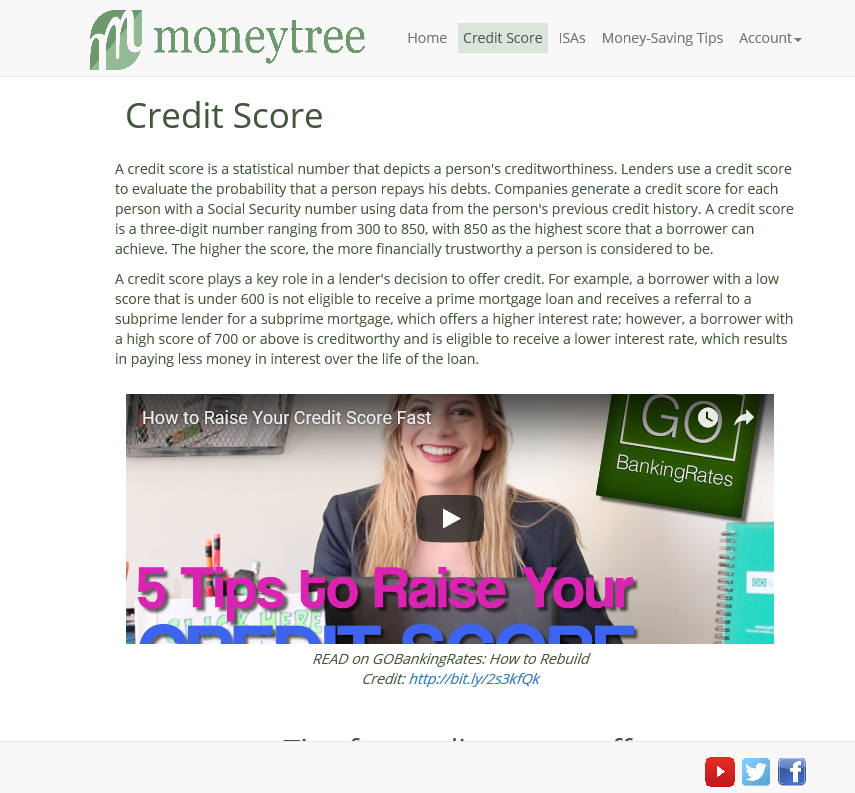 moneytree
Home Credit Score ISAs Money-Saving Tips Account
Credit Score
A credit score is a statistical number that depicts a person's creditworthiness. Lenders use a credit score
to evaluate the probability that a person repays his debts. Companies generate a credit score for each
person with a Social Security number using data from the person's previous credit history. A credit score
is a three-digit number ranging from 300 to 850, with 850 as the highest score that a borrower can
achieve. The higher the score, the more financially trustworthy a person is considered to be.
A credit score plays a key role in a lender's decision to offer credit. For example, a borrower with a low
score that is under 600 is not eligible to receive a prime mortgage loan and receives a referral to a
subprime lender for a subprime mortgage, which offers a higher interest rate; however, a borrower with
a high score of 700 or above is creditworthy and is eligible to receive a lower interest rate, which results
in paying less money in interest over the life of the loan.
How to Raise Your Credit Score Fast
GO
BankingRates
5 Tips to Raise Your
CREDIT SCORE
CLICK HERE
GO
READ on GOBankingRates: How to Rebuild
Credit: http://bit.ly/2s3kfQk